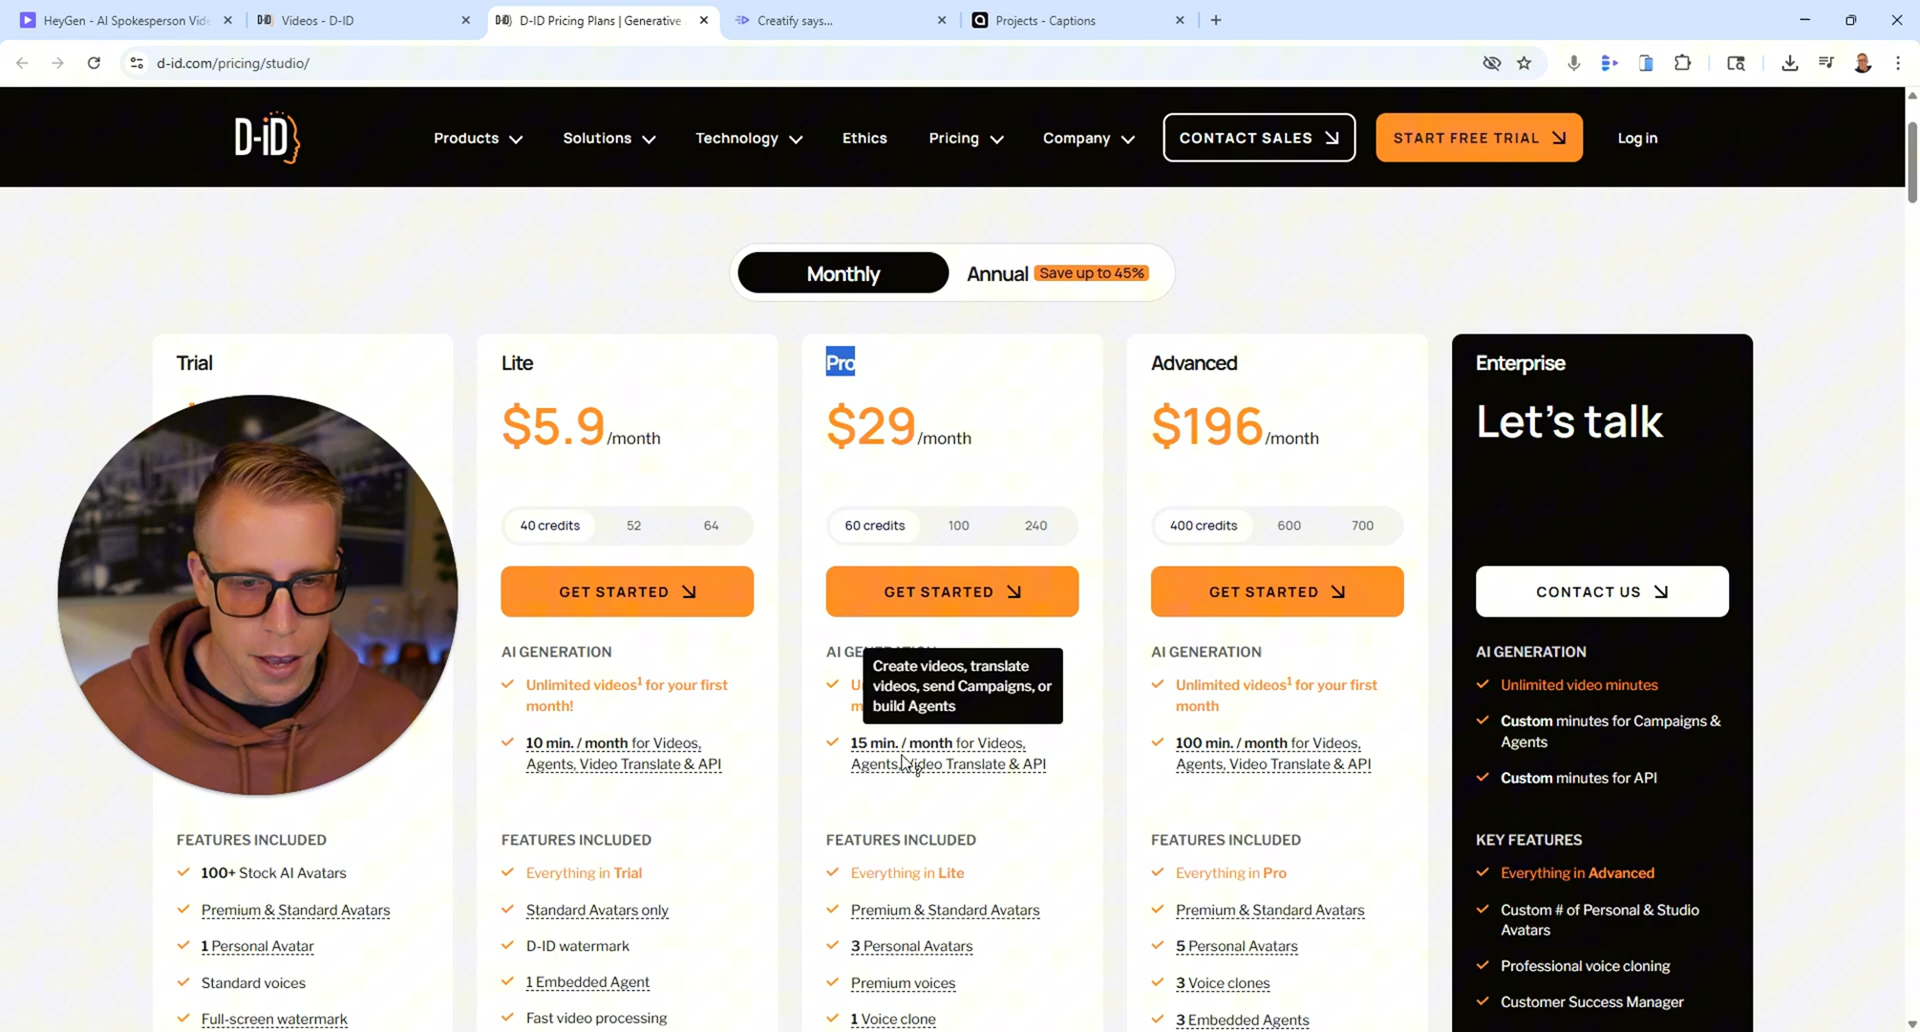 HeyGen - AI Spokesperson Vide
Videos - D-ID
D-ID Pricing Plans | Generative
Creatify says...
Projects - Captions
d-id.com/pricing/studio/
D-iD
Products
Solutions
Technology
Ethics
Pricing
Company
CONTACT SALES
START FREE TRIAL
Log in
Monthly
Annual Save up to 45%
Trial
Lite
$5.9/month
40 credits 52 64
GET STARTED
AI GENERATION
Unlimited videos¹ for your first
month!
10 min. / month for Videos,
Agents, Video Translate & API
Pro
$29/month
60 credits 100 240
GET STARTED
Create videos, translate
videos, send Campaigns, or
build Agents
15 min. / month for Videos,
Agents, Video Translate & API
Advanced
$196/month
400 credits 600 700
GET STARTED
AI GENERATION
Unlimited videos¹ for your first
month
100 min. / month for Videos,
Agents, Video Translate & API
Enterprise
Let's talk
CONTACT US
AI GENERATION
Unlimited video minutes
Custom minutes for Campaigns &
Agents
Custom minutes for API
FEATURES INCLUDED
100+ Stock AI Avatars
Premium & Standard Avatars
1 Personal Avatar
Standard voices
Full-screen watermark
FEATURES INCLUDED
Everything in Trial
Standard Avatars only
D-ID watermark
1 Embedded Agent
Fast video processing
FEATURES INCLUDED
Everything in Lite
Premium & Standard Avatars
3 Personal Avatars
Premium voices
1 Voice clone
FEATURES INCLUDED
Everything in Pro
Premium & Standard Avatars
5 Personal Avatars
3 Voice clones
3 Embedded Agents
KEY FEATURES
Everything in Advanced
Custom # of Personal & Studio
Avatars
Professional voice cloning
Customer Success Manager